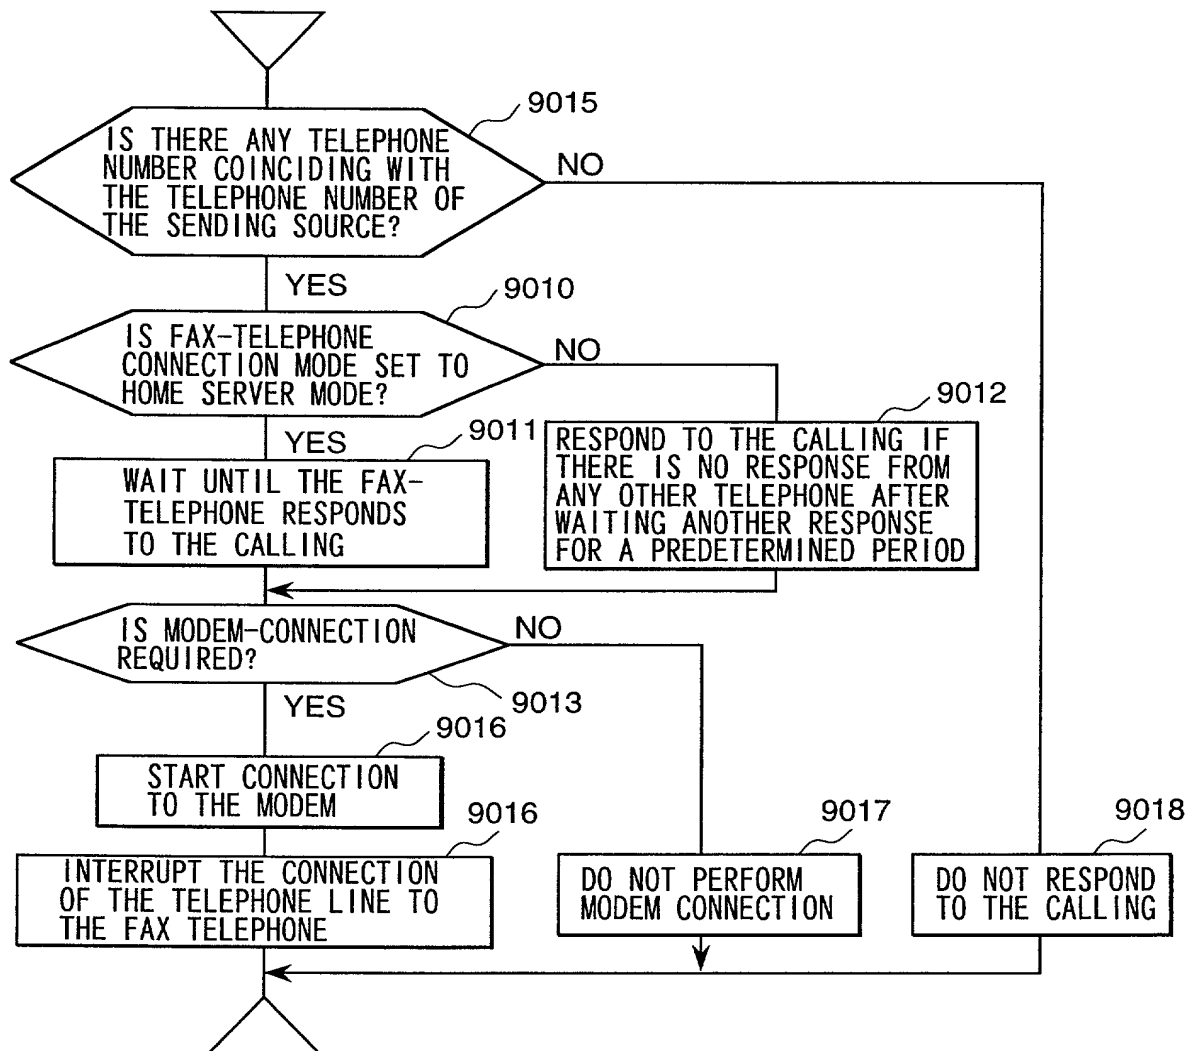 9015
IS THERE ANY TELEPHONE
NUMBER COINCIDING WITH
THE TELEPHONE NUMBER OF
THE SENDING SOURCE?
NO
YES
9010
IS FAX-TELEPHONE
CONNECTION MODE SET TO
HOME SERVER MODE?
NO
YES
9011
WAIT UNTIL THE FAX-
TELEPHONE RESPONDS
TO THE CALLING
9012
RESPOND TO THE CALLING IF
THERE IS NO RESPONSE FROM
ANY OTHER TELEPHONE AFTER
WAITING ANOTHER RESPONSE
FOR A PREDETERMINED PERIOD
IS MODEM-CONNECTION
REQUIRED?
NO
YES
9013
9016
START CONNECTION
TO THE MODEM
9016
INTERRUPT THE CONNECTION
OF THE TELEPHONE LINE TO
THE FAX TELEPHONE
9017
DO NOT PERFORM
MODEM CONNECTION
9018
DO NOT RESPOND
TO THE CALLING